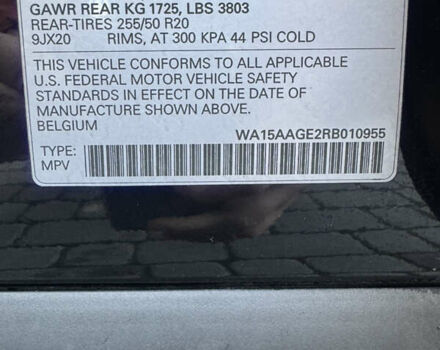 GAWR REAR KG 1725, LBS 3803
REAR-TIRES 255/50 R20
9JX20 RIMS, AT 300 KPA 44 PSI COLD
THIS VEHICLE CONFORMS TO ALL APPLICABLE
U.S. FEDERAL MOTOR VEHICLE SAFETY
STANDARDS IN EFFECT ON THE DATE OF
MANUFACTURE SHOWN ABOVE.
BELGIUM
WA15AAGE2RB010955
TYPE:
MPV